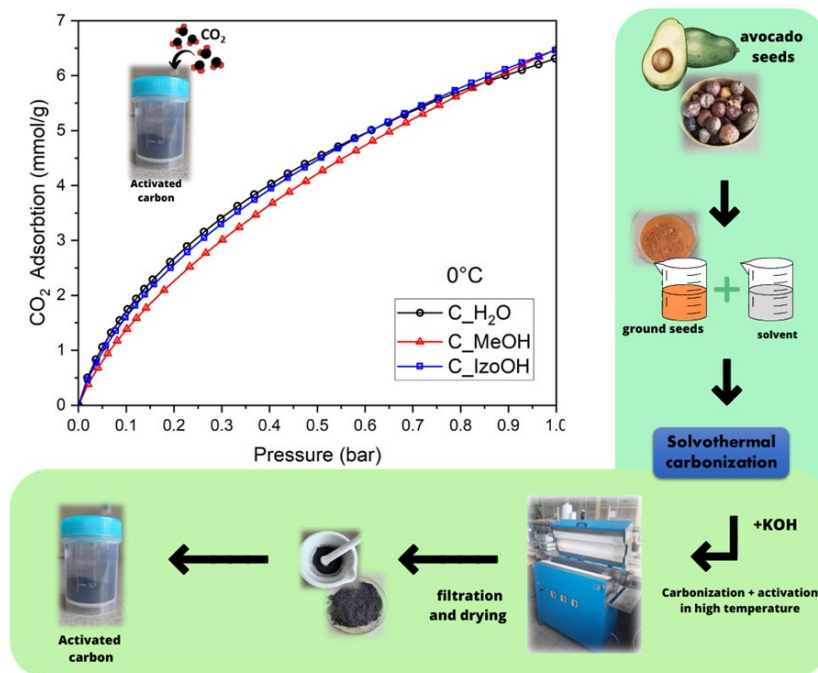 7
6
5
4
3
2
1
0
CO₂ Adsorbtion (mmol/g)
CO₂
Activated
carbon
0°C
C_H₂O
C_MeOH
C_IzoOH
0.0 0.1 0.2 0.3 0.4 0.5 0.6 0.7 0.8 0.9 1.0
Pressure (bar)
avocado
seeds
ground seeds
+
solvent
Solvothermal
carbonization
+KOH
Carbonization + activation
in high temperature
filtration
and drying
Activated
carbon